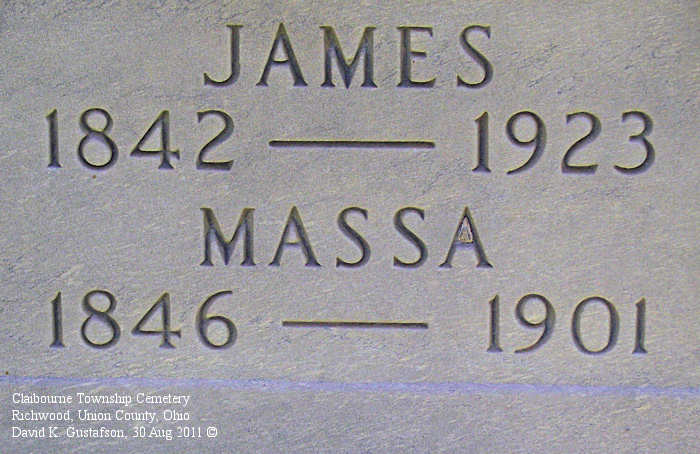 JAMES
1842 — 1923
MASSA
1846 — 1901
Claibourne Township Cemetery
Richwood, Union County, Ohio
David K. Gustafson, 30 Aug 2011 ©